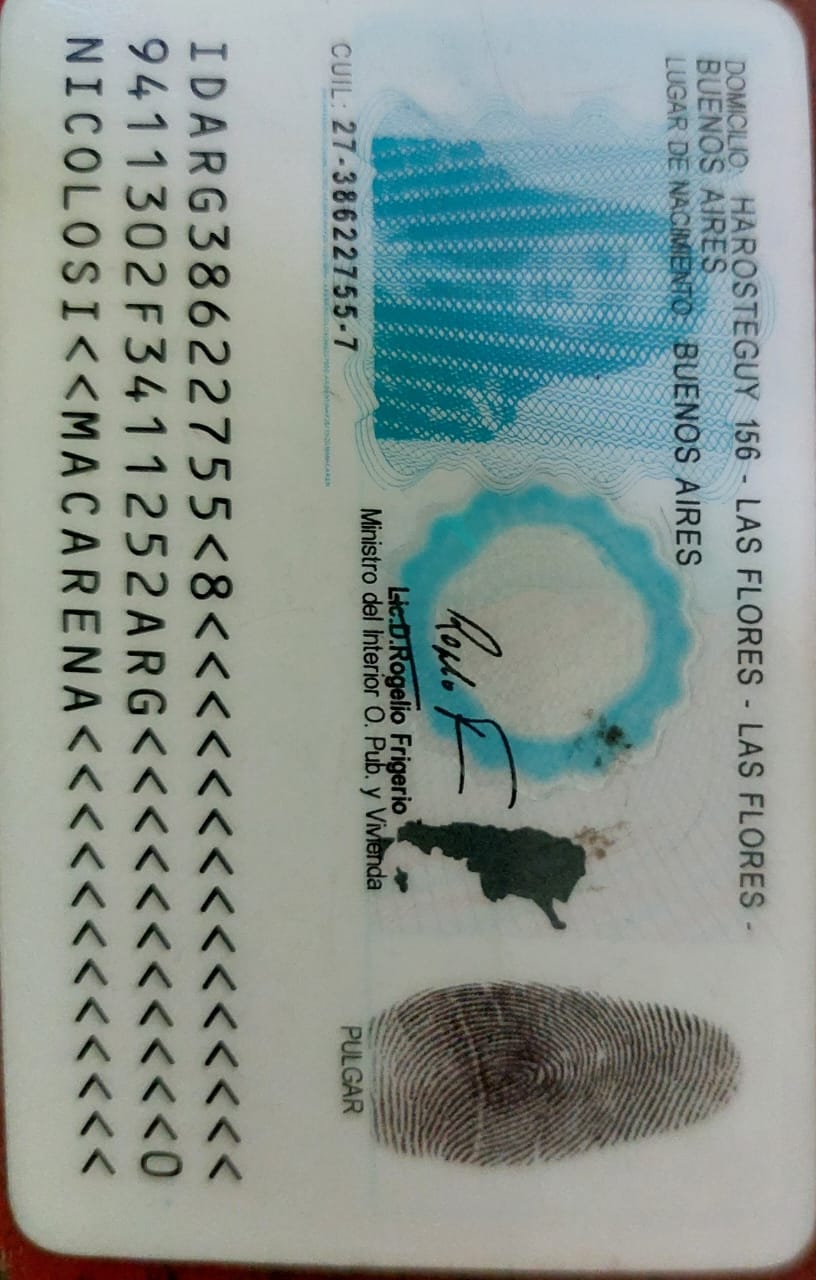 DOMICILIO: HAROSTEGUY 156 - LAS FLORES - LAS FLORES -
BUENOS AIRES
LUGAR DE NACIMIENTO: BUENOS AIRES
Lic.D.Rogelio Frigerio
Ministro del Interior O. Pub. y Vivienda
CUIL: 27-38622755-7
PULGAR
IDARG38622755<8<<<<<<<<<<<<<<<
9411302F3411252ARG<<<<<<<<<<<0
NICOLOSI<<MACARENA<<<<<<<<<<<<